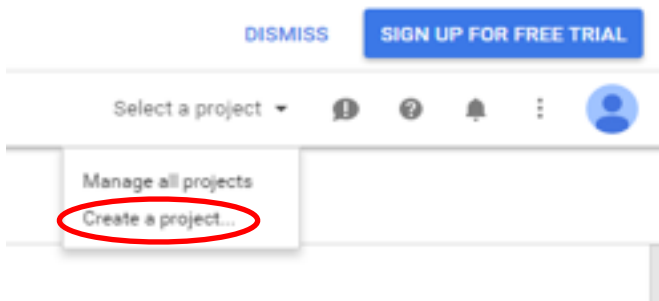 DISMISS SIGN UP FOR FREE TRIAL
Select a project
Manage all projects
Create a project...